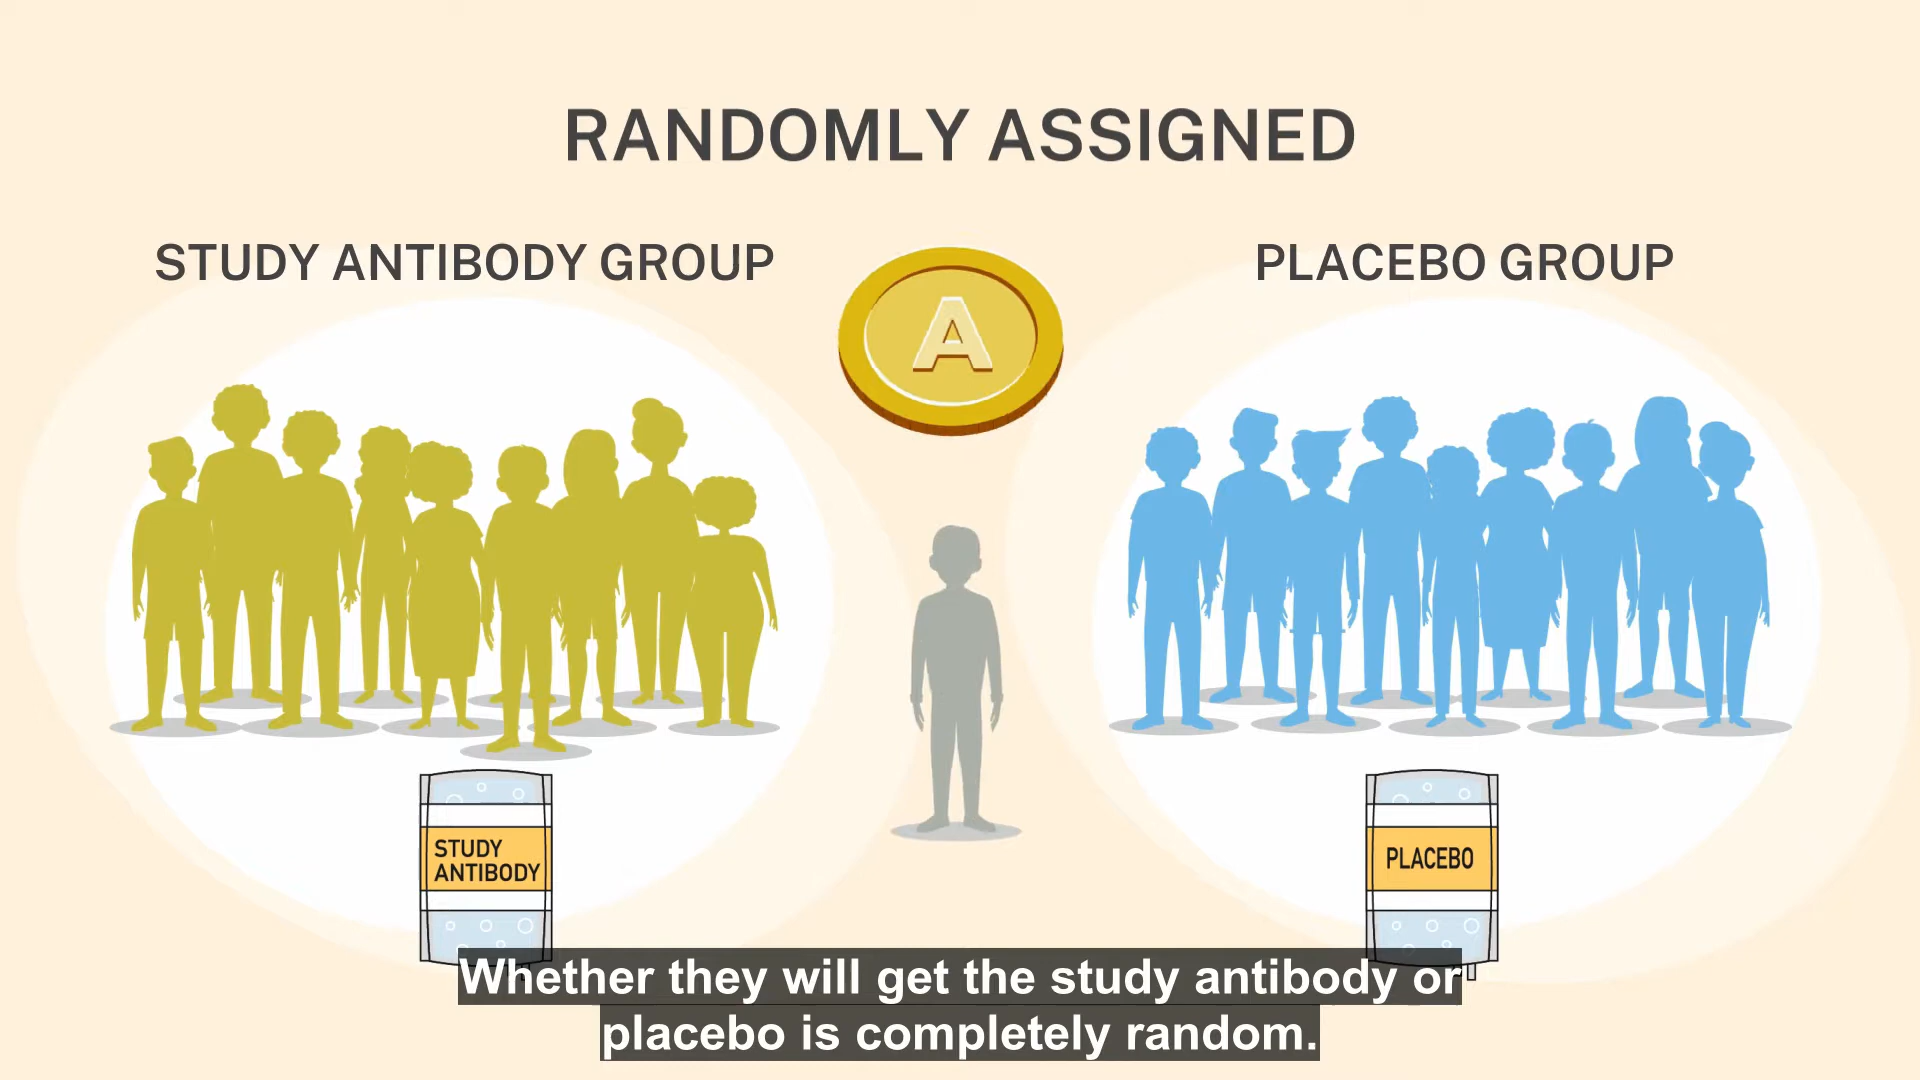 RANDOMLY ASSIGNED
STUDY ANTIBODY GROUP
PLACEBO GROUP
A
STUDY
ANTIBODY
PLACEBO
Whether they will get the study antibody or
placebo is completely random.